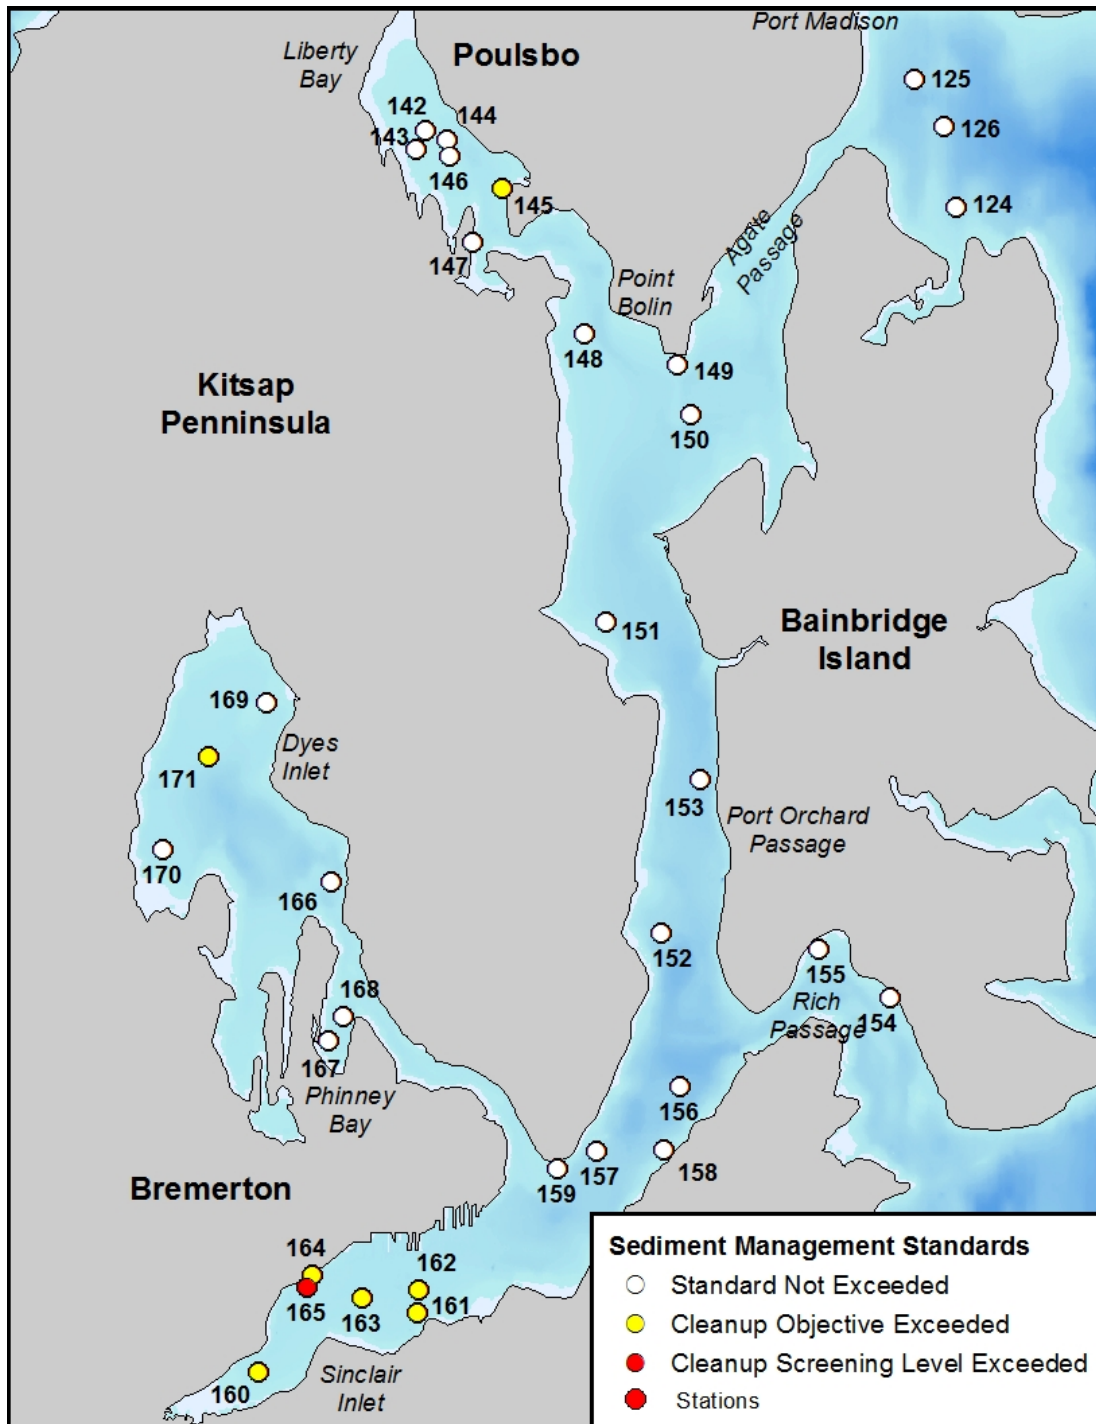 Port Madison
Liberty
Bay
Poulsbo
125
142
144
126
143
146
145
124
147
Agate
Passage
Point
Bolin
148
149
Kitsap
Penninsula
150
151
Bainbridge
Island
169
Dyes
Inlet
171
153
Port Orchard
Passage
170
166
152
155
168
Rich
Passage
154
167
Phinney
Bay
156
157
158
159
Bremerton
164
162
165
163
161
Sinclair
Inlet
160
Sediment Management Standards
Standard Not Exceeded
Cleanup Objective Exceeded
Cleanup Screening Level Exceeded
Stations